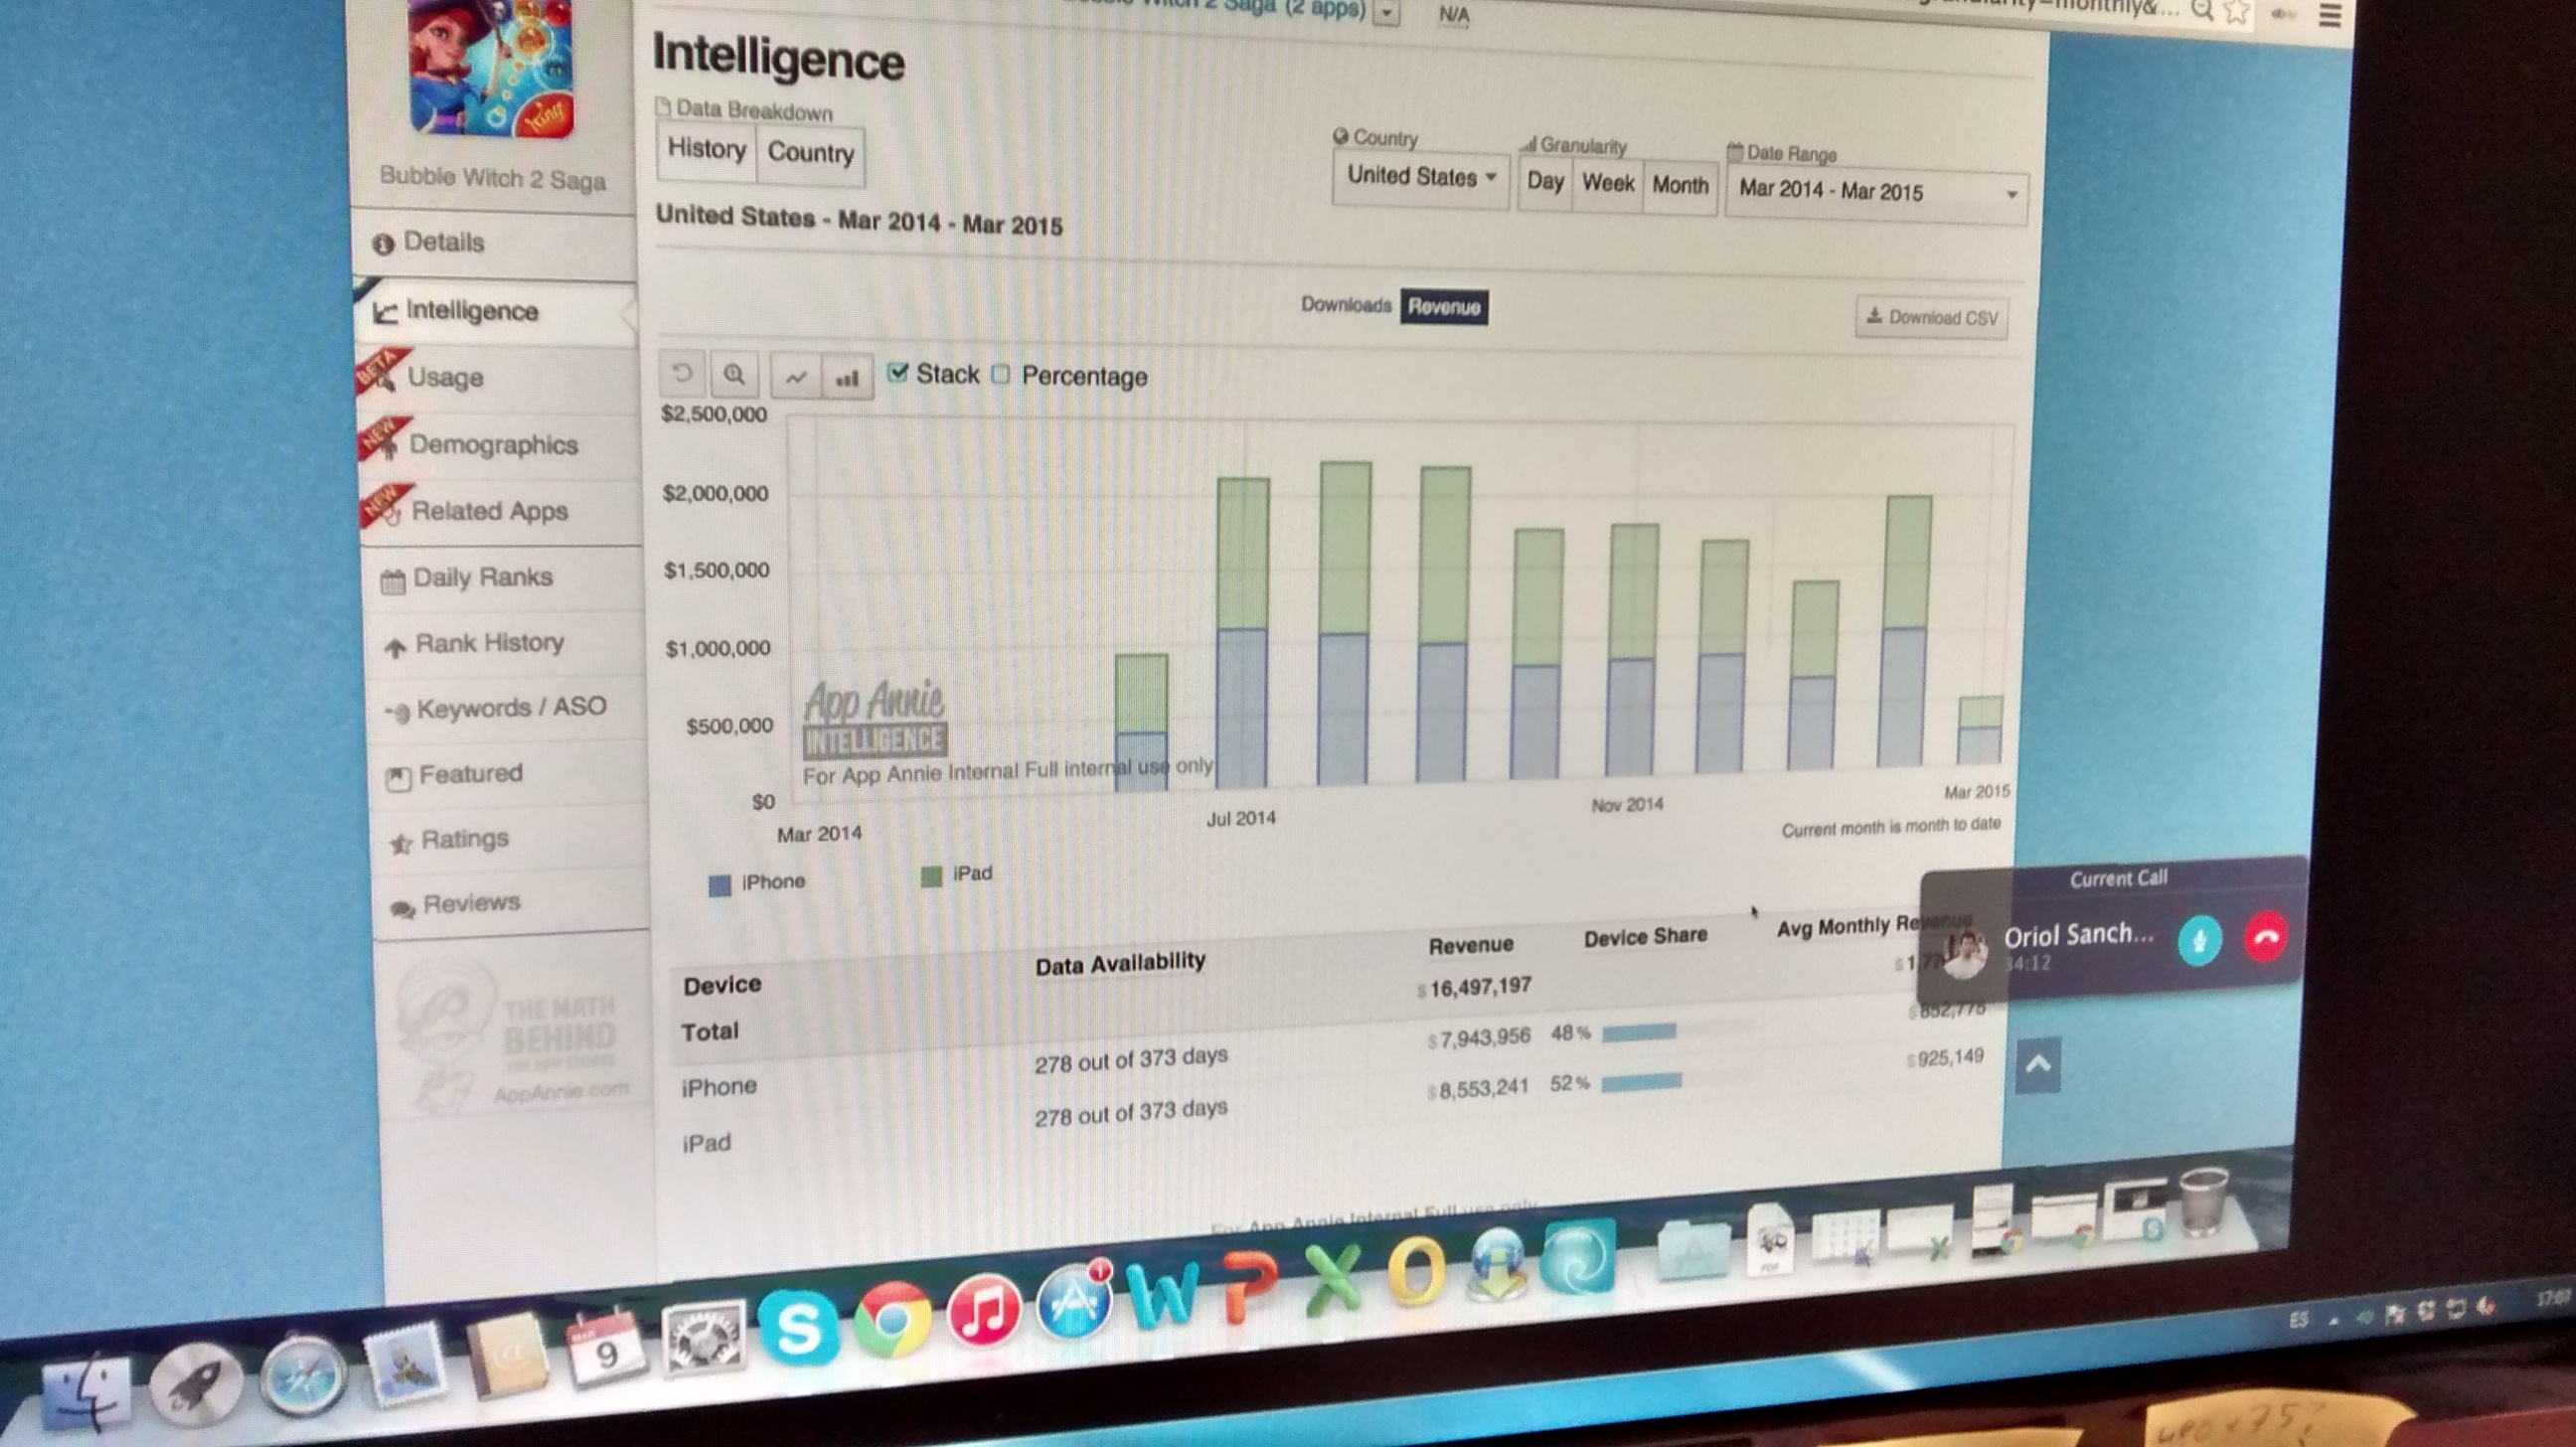 Bubble Witch 2 Saga (2 apps)
N/A
=monthly&...
King
Bubble Witch 2 Saga
Details
Intelligence
BETA
Usage
NEW
Demographics
NEW
Related Apps
Daily Ranks
Rank History
Keywords / ASO
Featured
Ratings
Reviews
THE MATH
BEHIND
THE APP STORES
AppAnnie.com
Intelligence
Data Breakdown
History Country
Country
United States
Granularity
Day Week Month
Date Range
Mar 2014 - Mar 2015
United States - Mar 2014 - Mar 2015
Downloads Revenue
Download CSV
Stack Percentage
$2,500,000
$2,000,000
$1,500,000
$1,000,000
$500,000
$0
App Annie
INTELLIGENCE
For App Annie Internal Full internal use only
Mar 2014
Jul 2014
Nov 2014
Mar 2015
Current month is month to date
iPhone
iPad
Device Data Availability Revenue Device Share Avg Monthly Revenue
Total $16,497,197
iPhone 278 out of 373 days $7,943,956 48% $852,775
iPad 278 out of 373 days $8,553,241 52% $925,149
Current Call
Oriol Sanch...
34:12
For App Annie Internal Full use only
MAR
9
S
1
W
P
X
O
PDF
ES